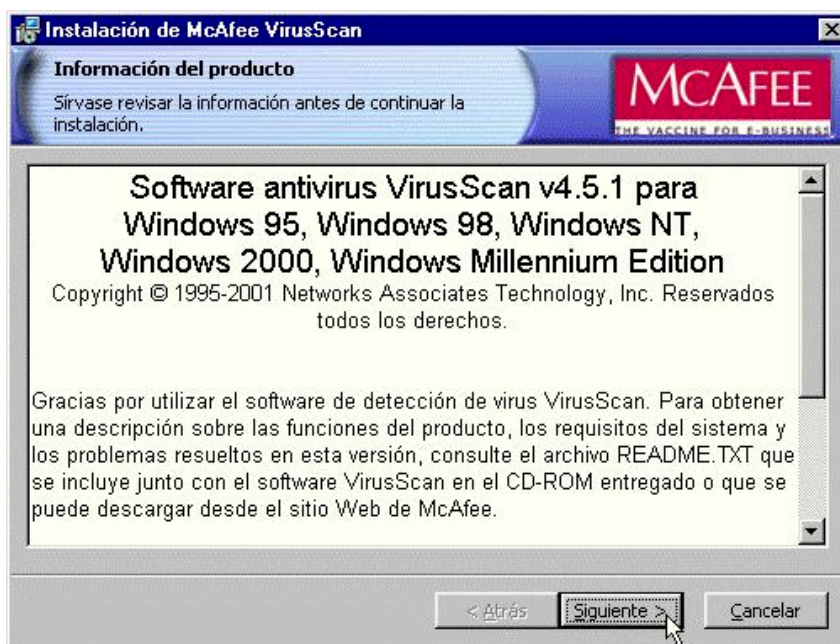 Instalación de McAfee VirusScan
Información del producto
Sírvase revisar la información antes de continuar la
instalación.
MCAFEE
THE VACCINE FOR E-BUSINESS
Software antivirus VirusScan v4.5.1 para
Windows 95, Windows 98, Windows NT,
Windows 2000, Windows Millennium Edition
Copyright © 1995-2001 Networks Associates Technology, Inc. Reservados
todos los derechos.
Gracias por utilizar el software de detección de virus VirusScan. Para obtener
una descripción sobre las funciones del producto, los requisitos del sistema y
los problemas resueltos en esta versión, consulte el archivo README.TXT que
se incluye junto con el software VirusScan en el CD-ROM entregado o que se
puede descargar desde el sitio Web de McAfee.
< Atrás Siguiente > Cancelar